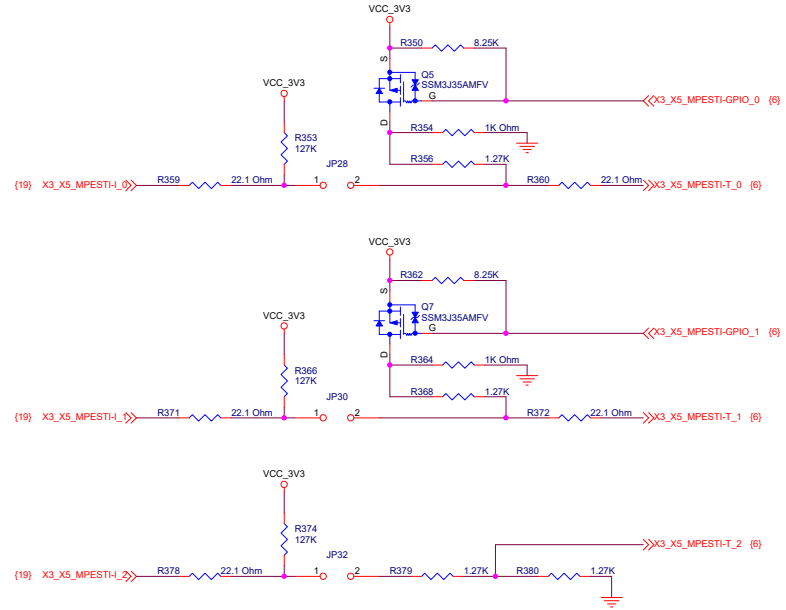 VCC_3V3
R350 8.25K
S
Q5
SSM3J35AMFV
G
X3_X5_MPESTI-GPIO_0 {6}
VCC_3V3
D
R354 1K Ohm
R353
127K
JP28
R356 1.27K
{19} X3_X5_MPESTI-I_0 R359 22.1 Ohm 1 2 R360 22.1 Ohm X3_X5_MPESTI-T_0 {6}
VCC_3V3
R362 8.25K
S
Q7
SSM3J35AMFV
G
X3_X5_MPESTI-GPIO_1 {6}
VCC_3V3
D
R364 1K Ohm
R366
127K
JP30
R368 1.27K
{19} X3_X5_MPESTI-I_1 R371 22.1 Ohm 1 2 R372 22.1 Ohm X3_X5_MPESTI-T_1 {6}
VCC_3V3
R374
127K
X3_X5_MPESTI-T_2 {6}
JP32
{19} X3_X5_MPESTI-I_2 R378 22.1 Ohm 1 2 R379 1.27K R380 1.27K